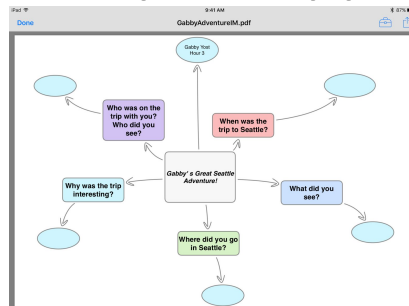 iPad
9:41 AM
87%
Done
GabbyAdventureIM.pdf
Gabby Yost
Hour 3
Who was on the
trip with you?
Who did you
see?
When was the
trip to Seattle?
Gabby' s Great Seattle
Adventure!
Why was the trip
interesting?
What did you
see?
Where did you go
in Seattle?